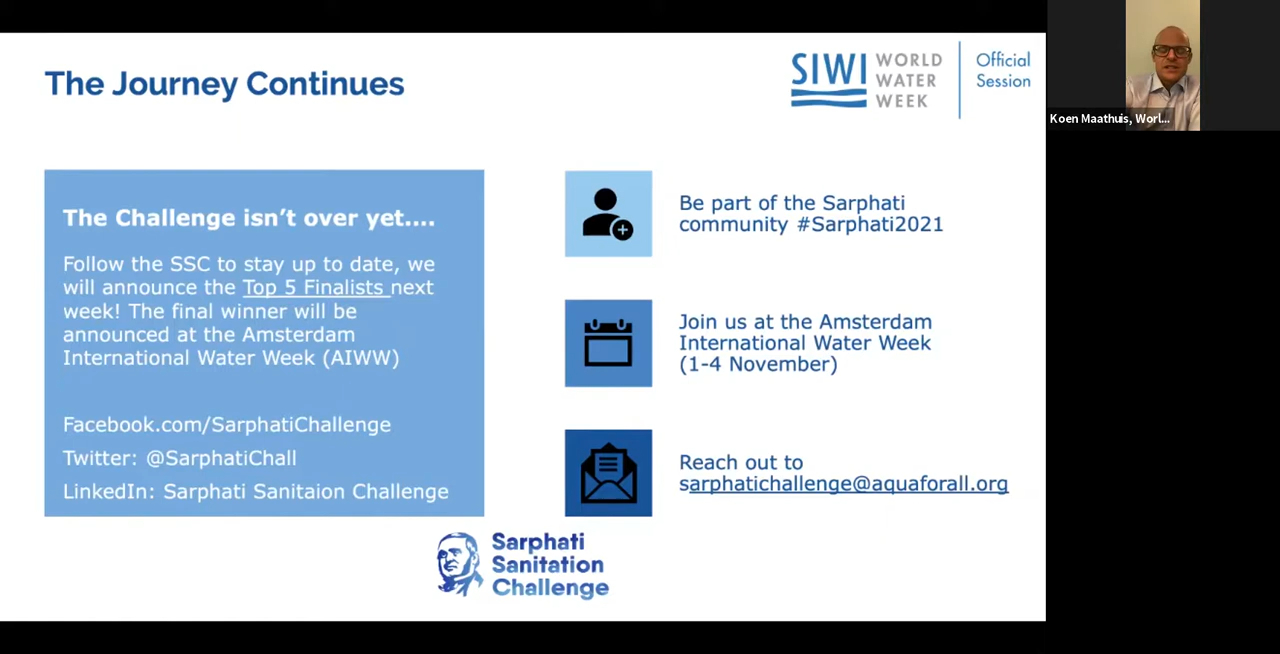 The Journey Continues
SIWI WORLD
WATER
WEEK
Official
Session
Koen Maathuis, Worl...
The Challenge isn't over yet....
Follow the SSC to stay up to date, we
will announce the Top 5 Finalists next
week! The final winner will be
announced at the Amsterdam
International Water Week (AIWW)
Facebook.com/SarphatiChallenge
Twitter: @SarphatiChall
LinkedIn: Sarphati Sanitaion Challenge
Be part of the Sarphati
community #Sarphati2021
Join us at the Amsterdam
International Water Week
(1-4 November)
Reach out to
sarphatichallenge@aquaforall.org
Sarphati
Sanitation
Challenge